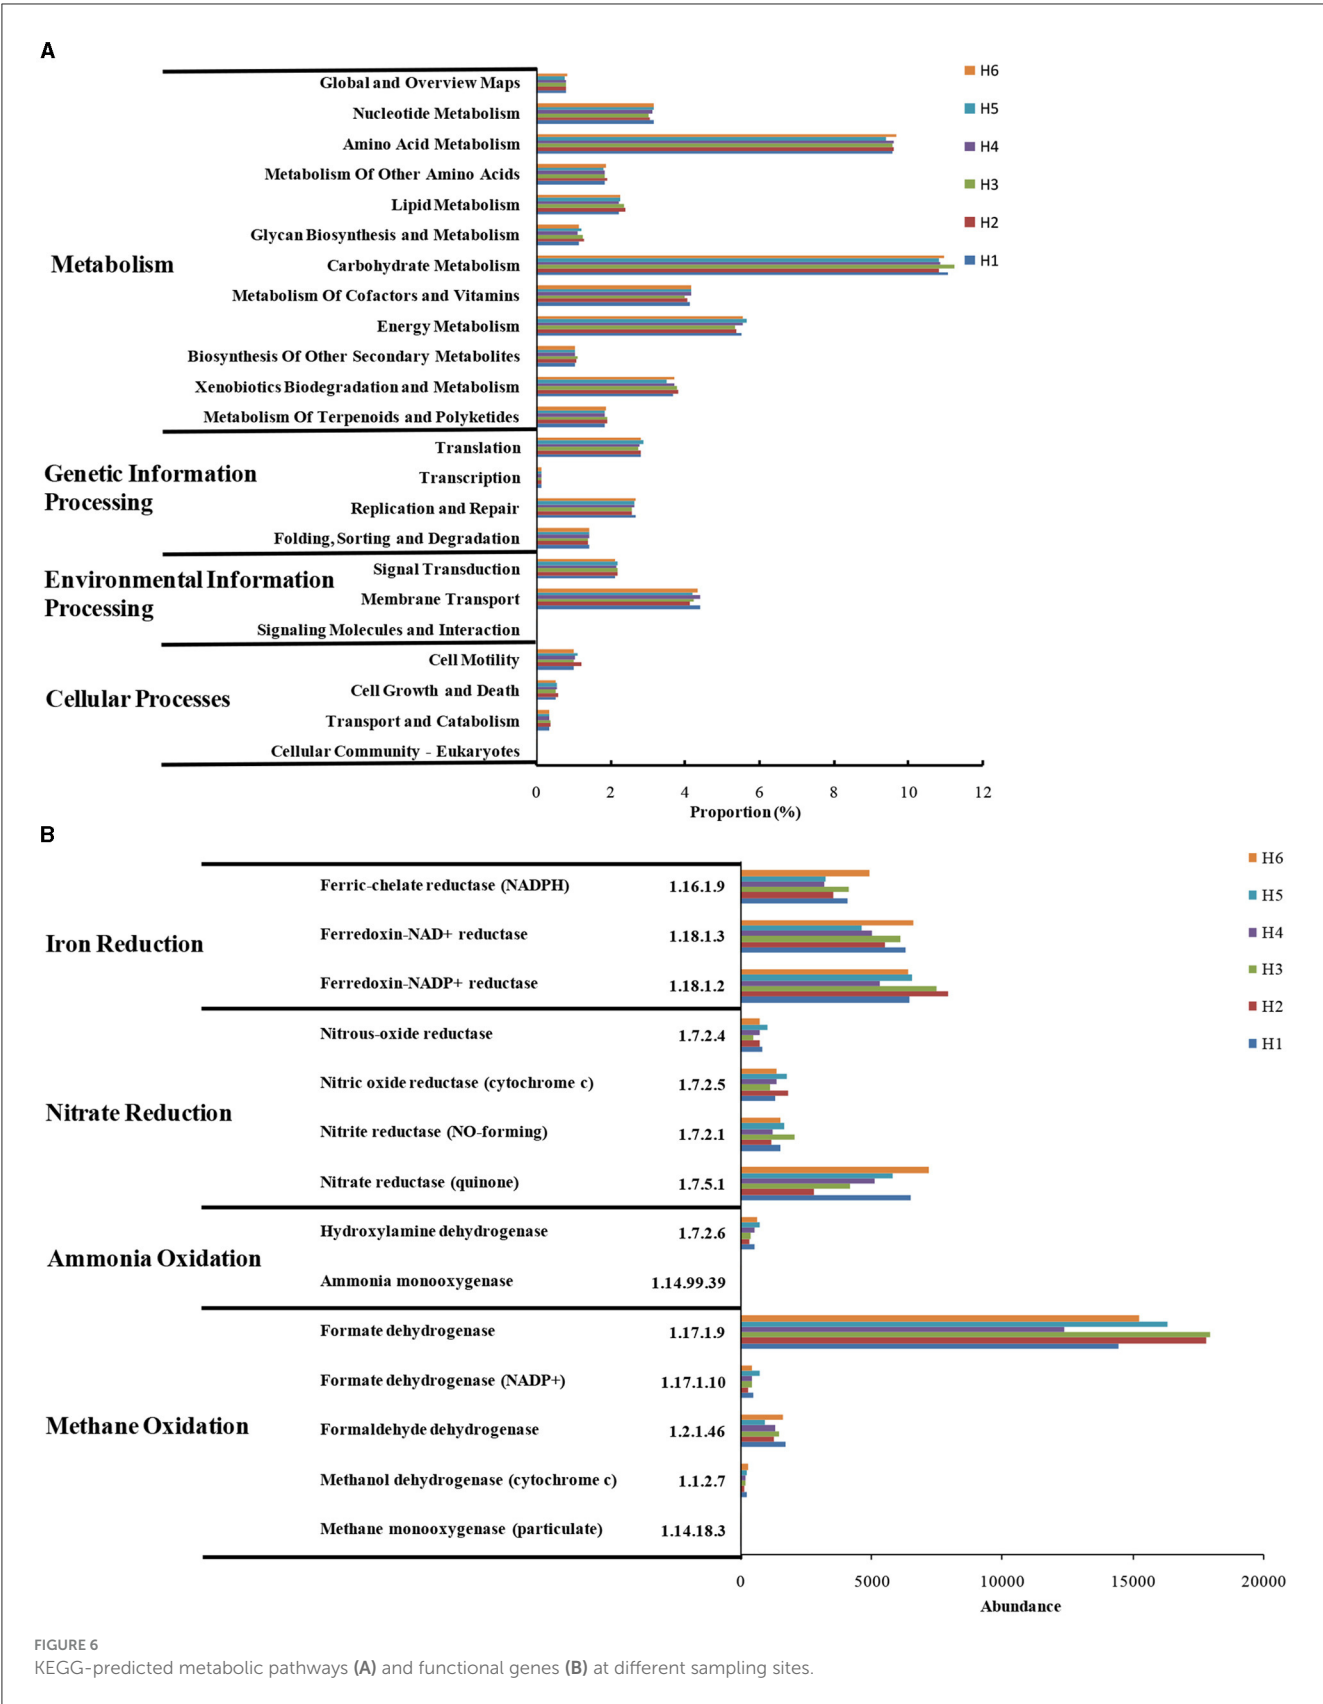 A
Global and Overview Maps
Nucleotide Metabolism
Amino Acid Metabolism
Metabolism Of Other Amino Acids
Lipid Metabolism
Glycan Biosynthesis and Metabolism
Metabolism
Carbohydrate Metabolism
Metabolism Of Cofactors and Vitamins
Energy Metabolism
Biosynthesis Of Other Secondary Metabolites
Xenobiotics Biodegradation and Metabolism
Metabolism Of Terpenoids and Polyketides
Genetic Information
Processing
Translation
Transcription
Replication and Repair
Folding, Sorting and Degradation
Environmental Information
Processing
Signal Transduction
Membrane Transport
Signaling Molecules and Interaction
Cellular Processes
Cell Motility
Cell Growth and Death
Transport and Catabolism
Cellular Community - Eukaryotes
0 2 4 6 8 10 12
Proportion (%)
H6
H5
H4
H3
H2
H1
B
Iron Reduction
Ferric-chelate reductase (NADPH) 1.16.1.9
Ferredoxin-NAD+ reductase 1.18.1.3
Ferredoxin-NADP+ reductase 1.18.1.2
Nitrate Reduction
Nitrous-oxide reductase 1.7.2.4
Nitric oxide reductase (cytochrome c) 1.7.2.5
Nitrite reductase (NO-forming) 1.7.2.1
Nitrate reductase (quinone) 1.7.5.1
Ammonia Oxidation
Hydroxylamine dehydrogenase 1.7.2.6
Ammonia monooxygenase 1.14.99.39
Methane Oxidation
Formate dehydrogenase 1.17.1.9
Formate dehydrogenase (NADP+) 1.17.1.10
Formaldehyde dehydrogenase 1.2.1.46
Methanol dehydrogenase (cytochrome c) 1.1.2.7
Methane monooxygenase (particulate) 1.14.18.3
0 5000 10000 15000 20000
Abundance
H6
H5
H4
H3
H2
H1
FIGURE 6
KEGG-predicted metabolic pathways (A) and functional genes (B) at different sampling sites.